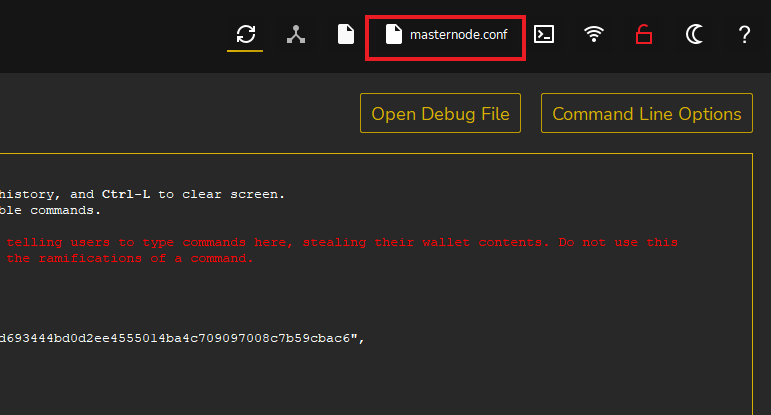 masternode.conf
Open Debug File
Command Line Options
history, and Ctrl-L to clear screen.
ble commands.
telling users to type commands here, stealing their wallet contents. Do not use this
the ramifications of a command.
d693444bd0d2ee4555014ba4c709097008c7b59cbac6",